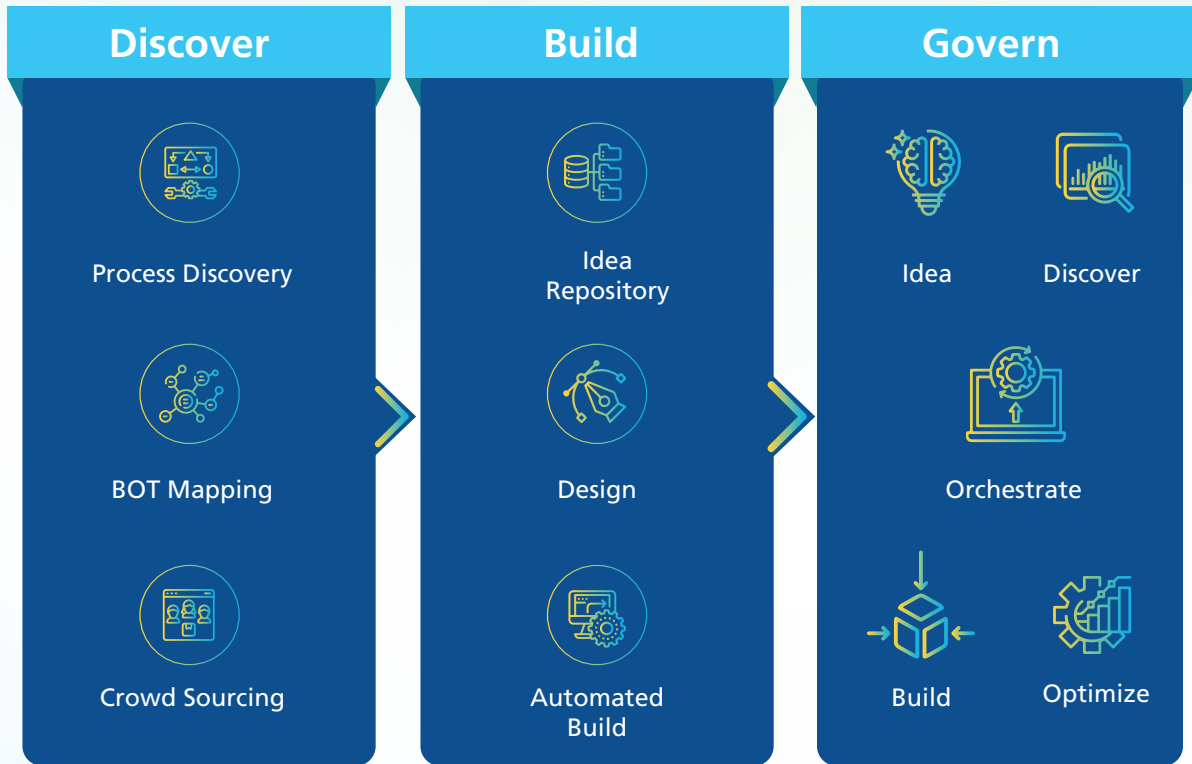 Discover
Process Discovery
BOT Mapping
Crowd Sourcing
Build
Idea
Repository
Design
Automated
Build
Govern
Idea
Discover
Orchestrate
Build
Optimize